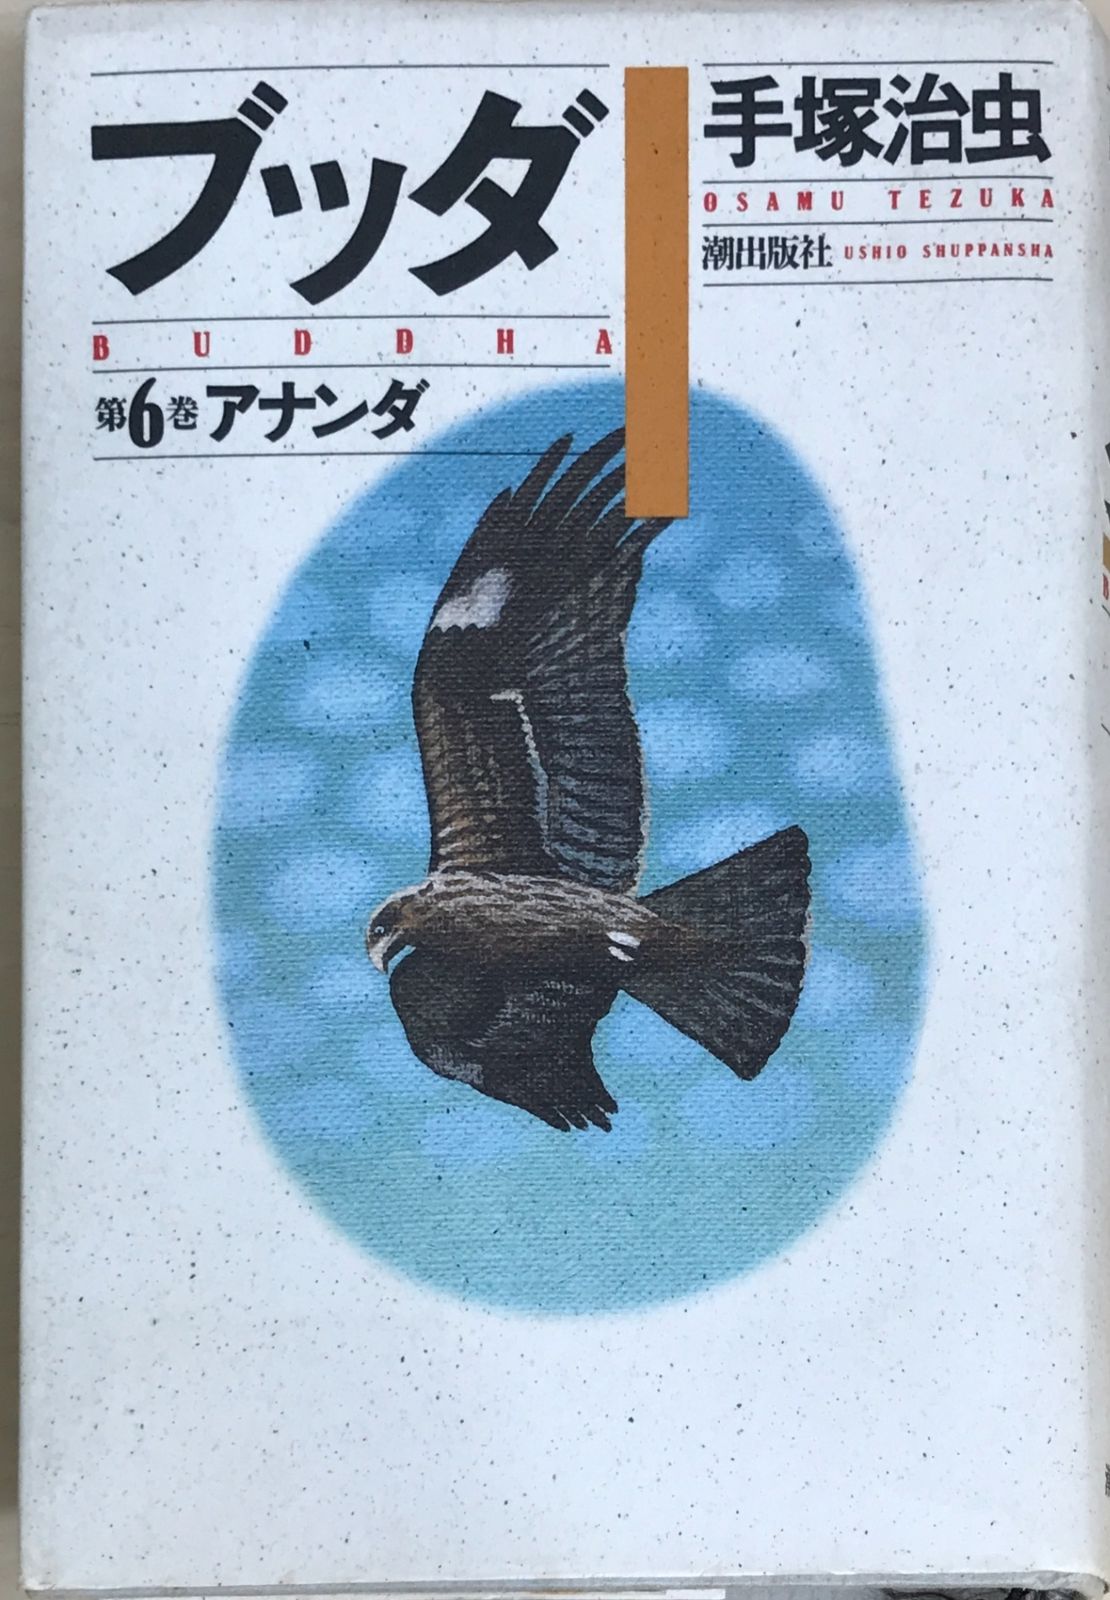 ブッダ
BUDDHA
第6巻 アナンダ
手塚治虫
OSAMU TEZUKA
潮出版社 USHIO SHUPPANSHA